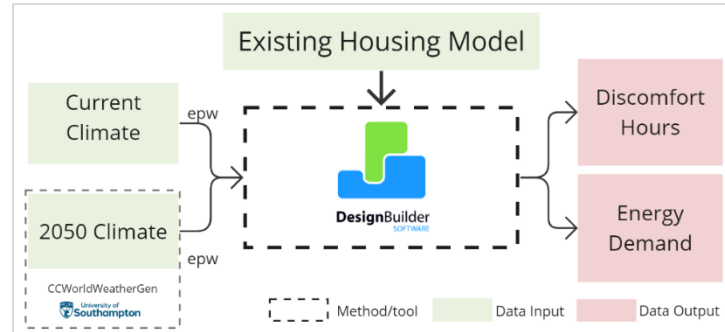 Existing Housing Model
Current
Climate
epw
2050 Climate
epw
CCWorldWeatherGen
University of
Southampton
DesignBuilder
SOFTWARE
Discomfort
Hours
Energy
Demand
Method/tool
Data Input
Data Output